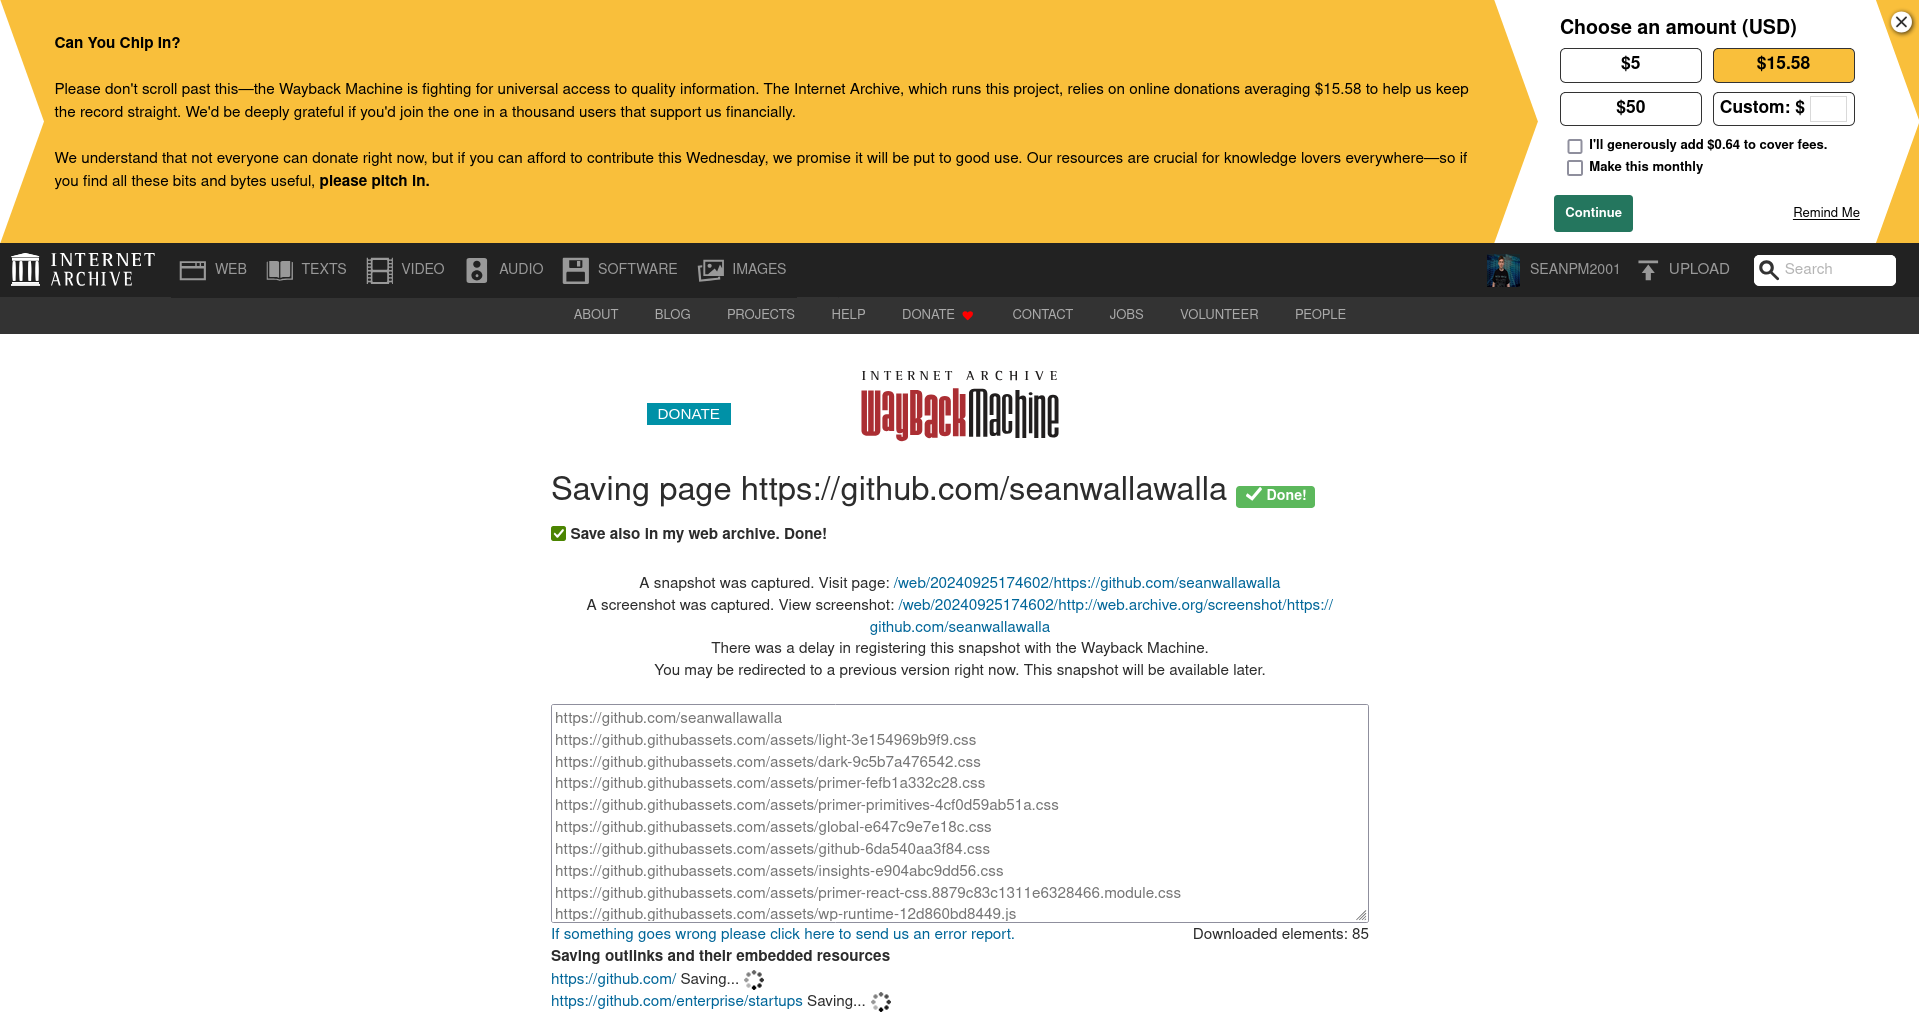 Can You Chip In?
Please don't scroll past this—the Wayback Machine is fighting for universal access to quality information. The Internet Archive, which runs this project, relies on online donations averaging $15.58 to help us keep
the record straight. We'd be deeply grateful if you'd join the one in a thousand users that support us financially.
We understand that not everyone can donate right now, but if you can afford to contribute this Wednesday, we promise it will be put to good use. Our resources are crucial for knowledge lovers everywhere—so if
you find all these bits and bytes useful, please pitch in.
Choose an amount (USD)
$5
$15.58
$50
Custom: $
I'll generously add $0.64 to cover fees.
Make this monthly
Continue
Remind Me
INTERNET
ARCHIVE
WEB
TEXTS
VIDEO
AUDIO
SOFTWARE
IMAGES
SEANPM2001
UPLOAD
Search
ABOUT
BLOG
PROJECTS
HELP
DONATE
CONTACT
JOBS
VOLUNTEER
PEOPLE
DONATE
INTERNET ARCHIVE
WayBackMachine
Saving page https://github.com/seanwallawalla Done!
Save also in my web archive. Done!
A snapshot was captured. Visit page: /web/20240925174602/https://github.com/seanwallawalla
A screenshot was captured. View screenshot: /web/20240925174602/http://web.archive.org/screenshot/https://
github.com/seanwallawalla
There was a delay in registering this snapshot with the Wayback Machine.
You may be redirected to a previous version right now. This snapshot will be available later.
https://github.com/seanwallawalla
https://github.githubassets.com/assets/light-3e154969b9f9.css
https://github.githubassets.com/assets/dark-9c5b7a476542.css
https://github.githubassets.com/assets/primer-fefb1a332c28.css
https://github.githubassets.com/assets/primer-primitives-4cf0d59ab51a.css
https://github.githubassets.com/assets/global-e647c9e7e18c.css
https://github.githubassets.com/assets/github-6da540aa3f84.css
https://github.githubassets.com/assets/insights-e904abc9dd56.css
https://github.githubassets.com/assets/primer-react-css.8879c83c1311e6328466.module.css
https://github.githubassets.com/assets/wp-runtime-12d860bd8449.js
If something goes wrong please click here to send us an error report.
Downloaded elements: 85
Saving outlinks and their embedded resources
https://github.com/ Saving...
https://github.com/enterprise/startups Saving...